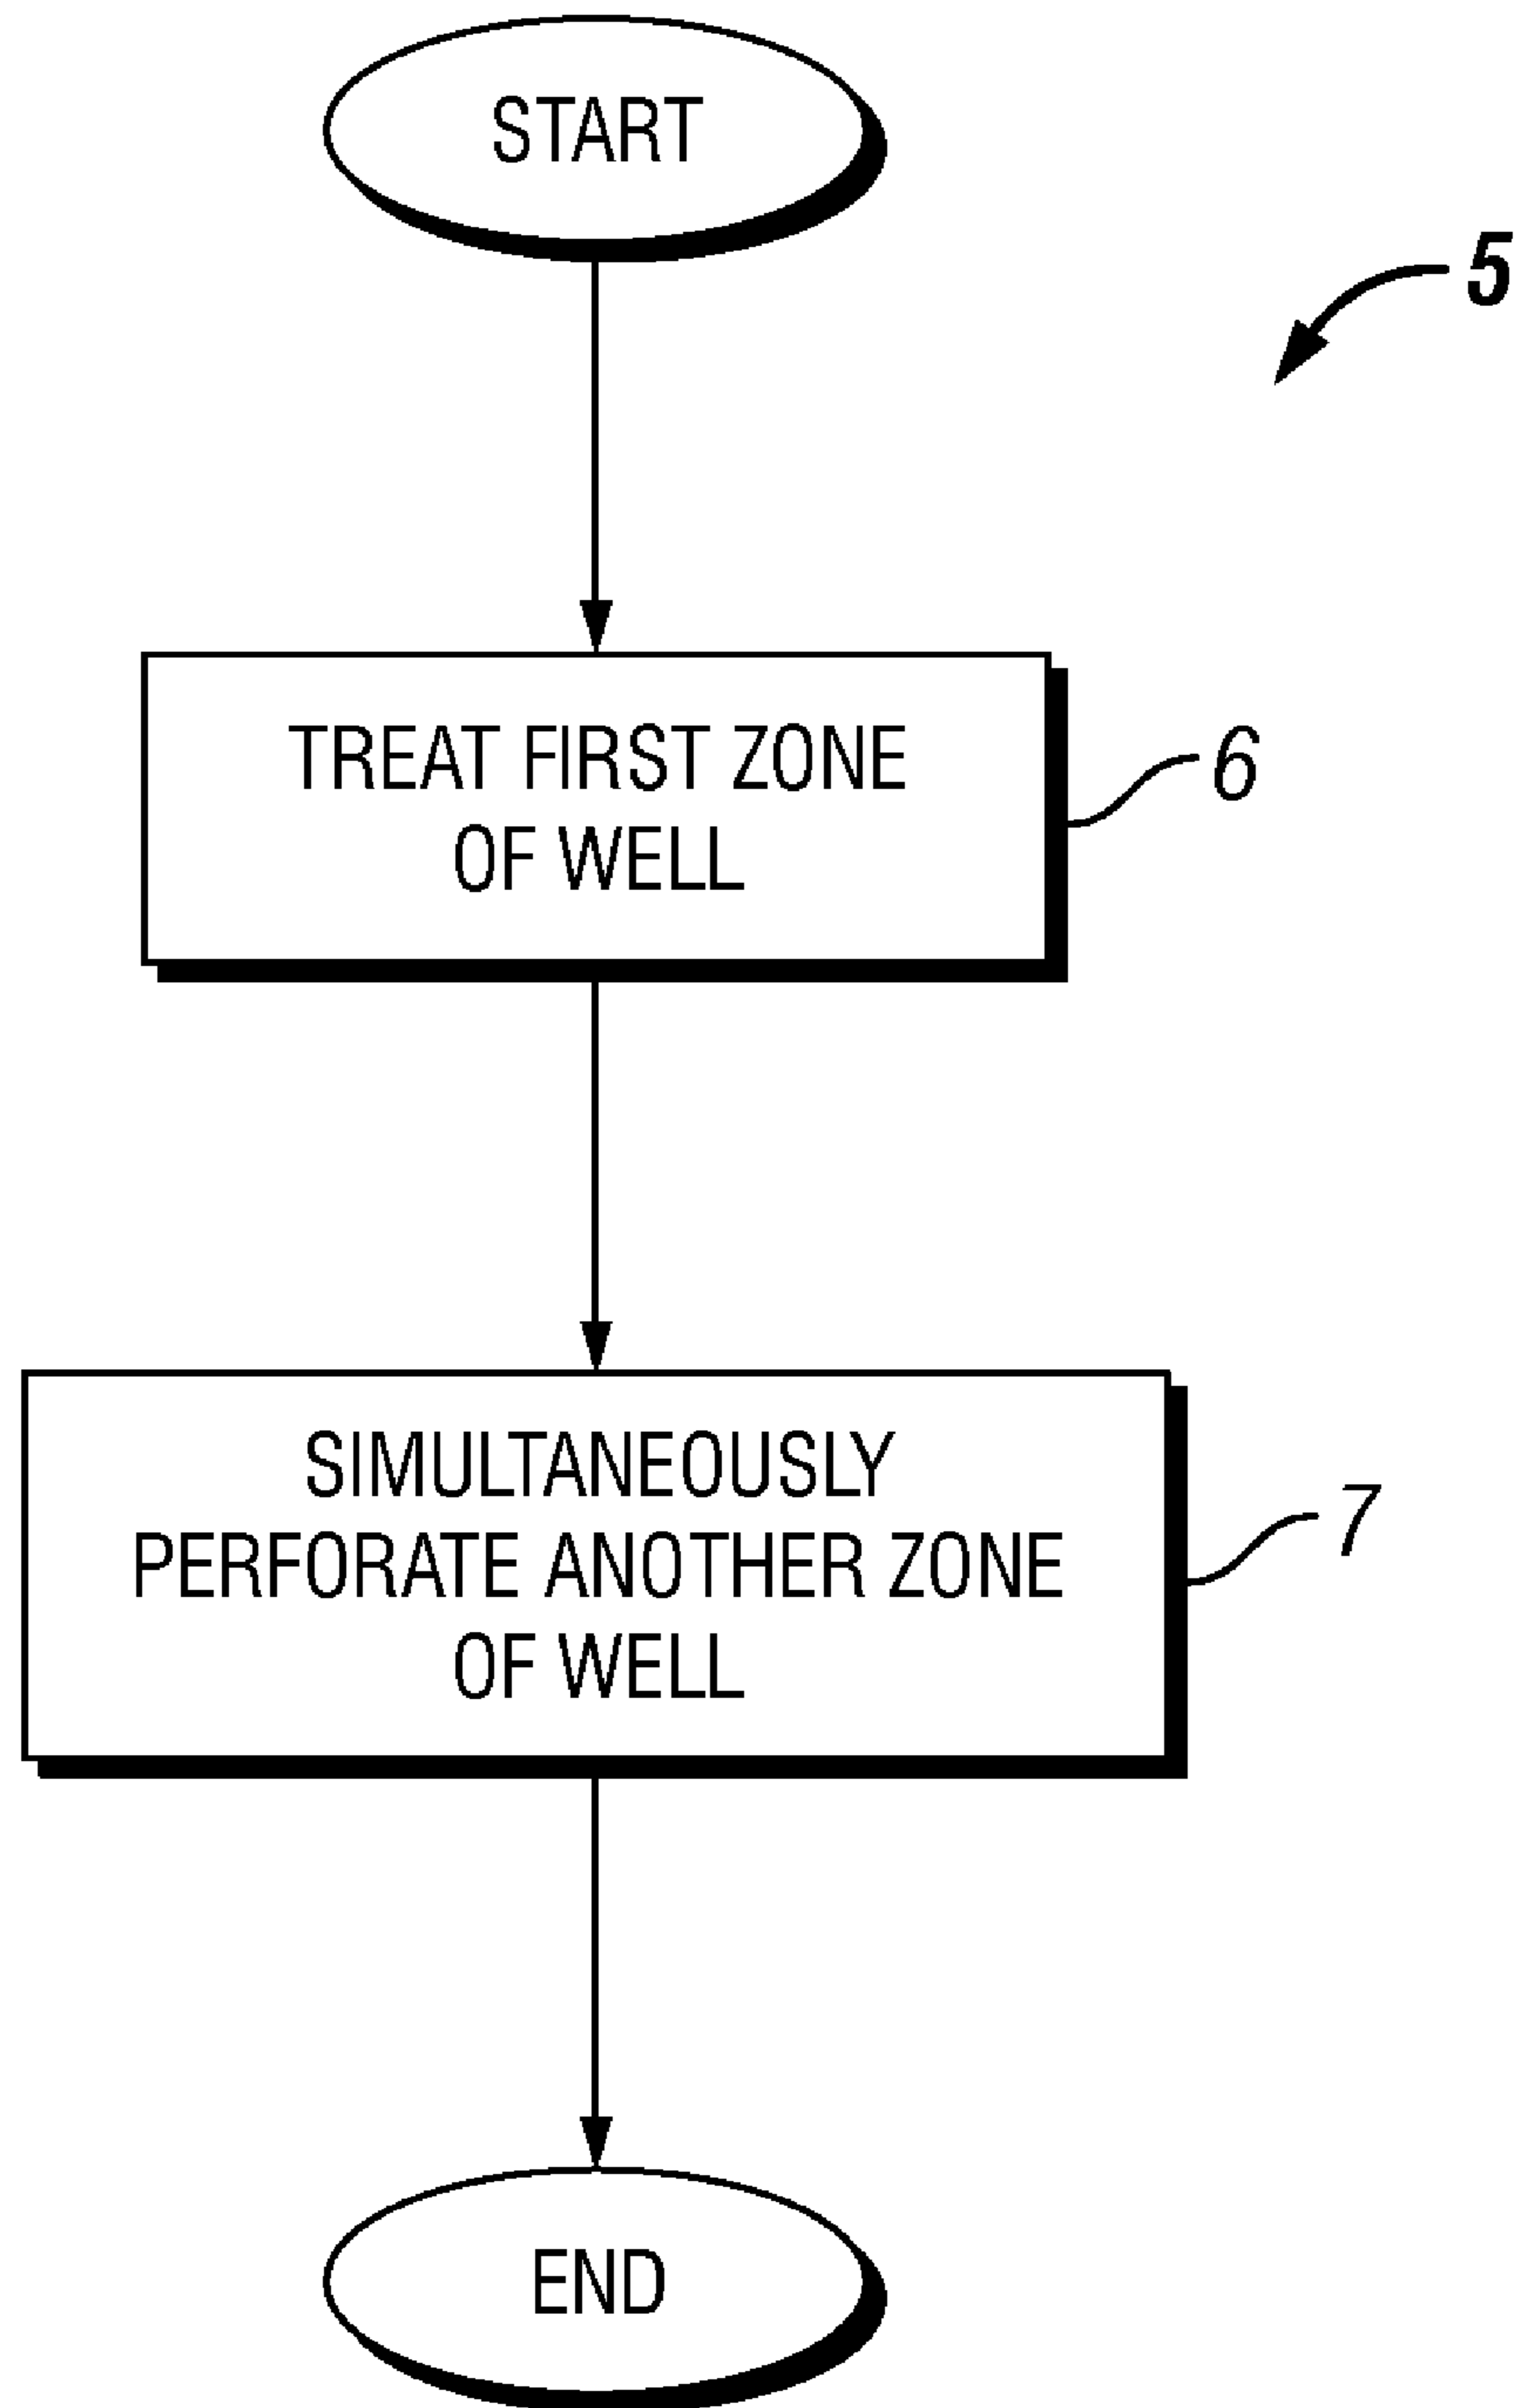 START
5
TREAT FIRST ZONE
OF WELL
6
SIMULTANEOUSLY
PERFORATE ANOTHER ZONE
OF WELL
7
END